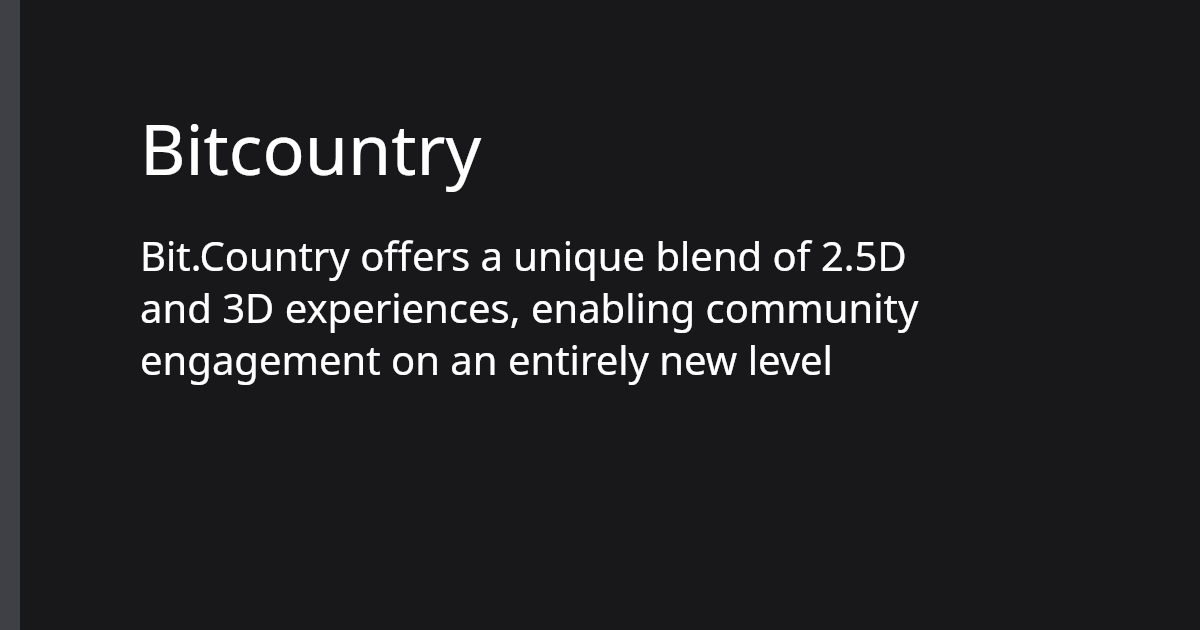 Bitcountry
Bit.Country offers a unique blend of 2.5D
and 3D experiences, enabling community
engagement on an entirely new level